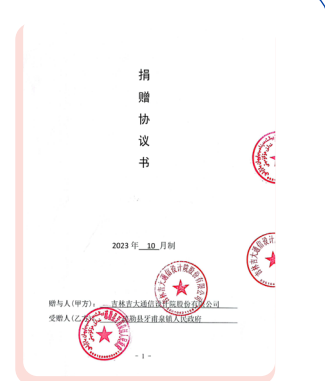 捐
赠
协
议
书
2023 年 10 月制
赠与人(甲方): 吉林吉大通信设计院股份有限公司
受赠人(乙方): 疏勒县牙甫泉镇人民政府
- 1 -